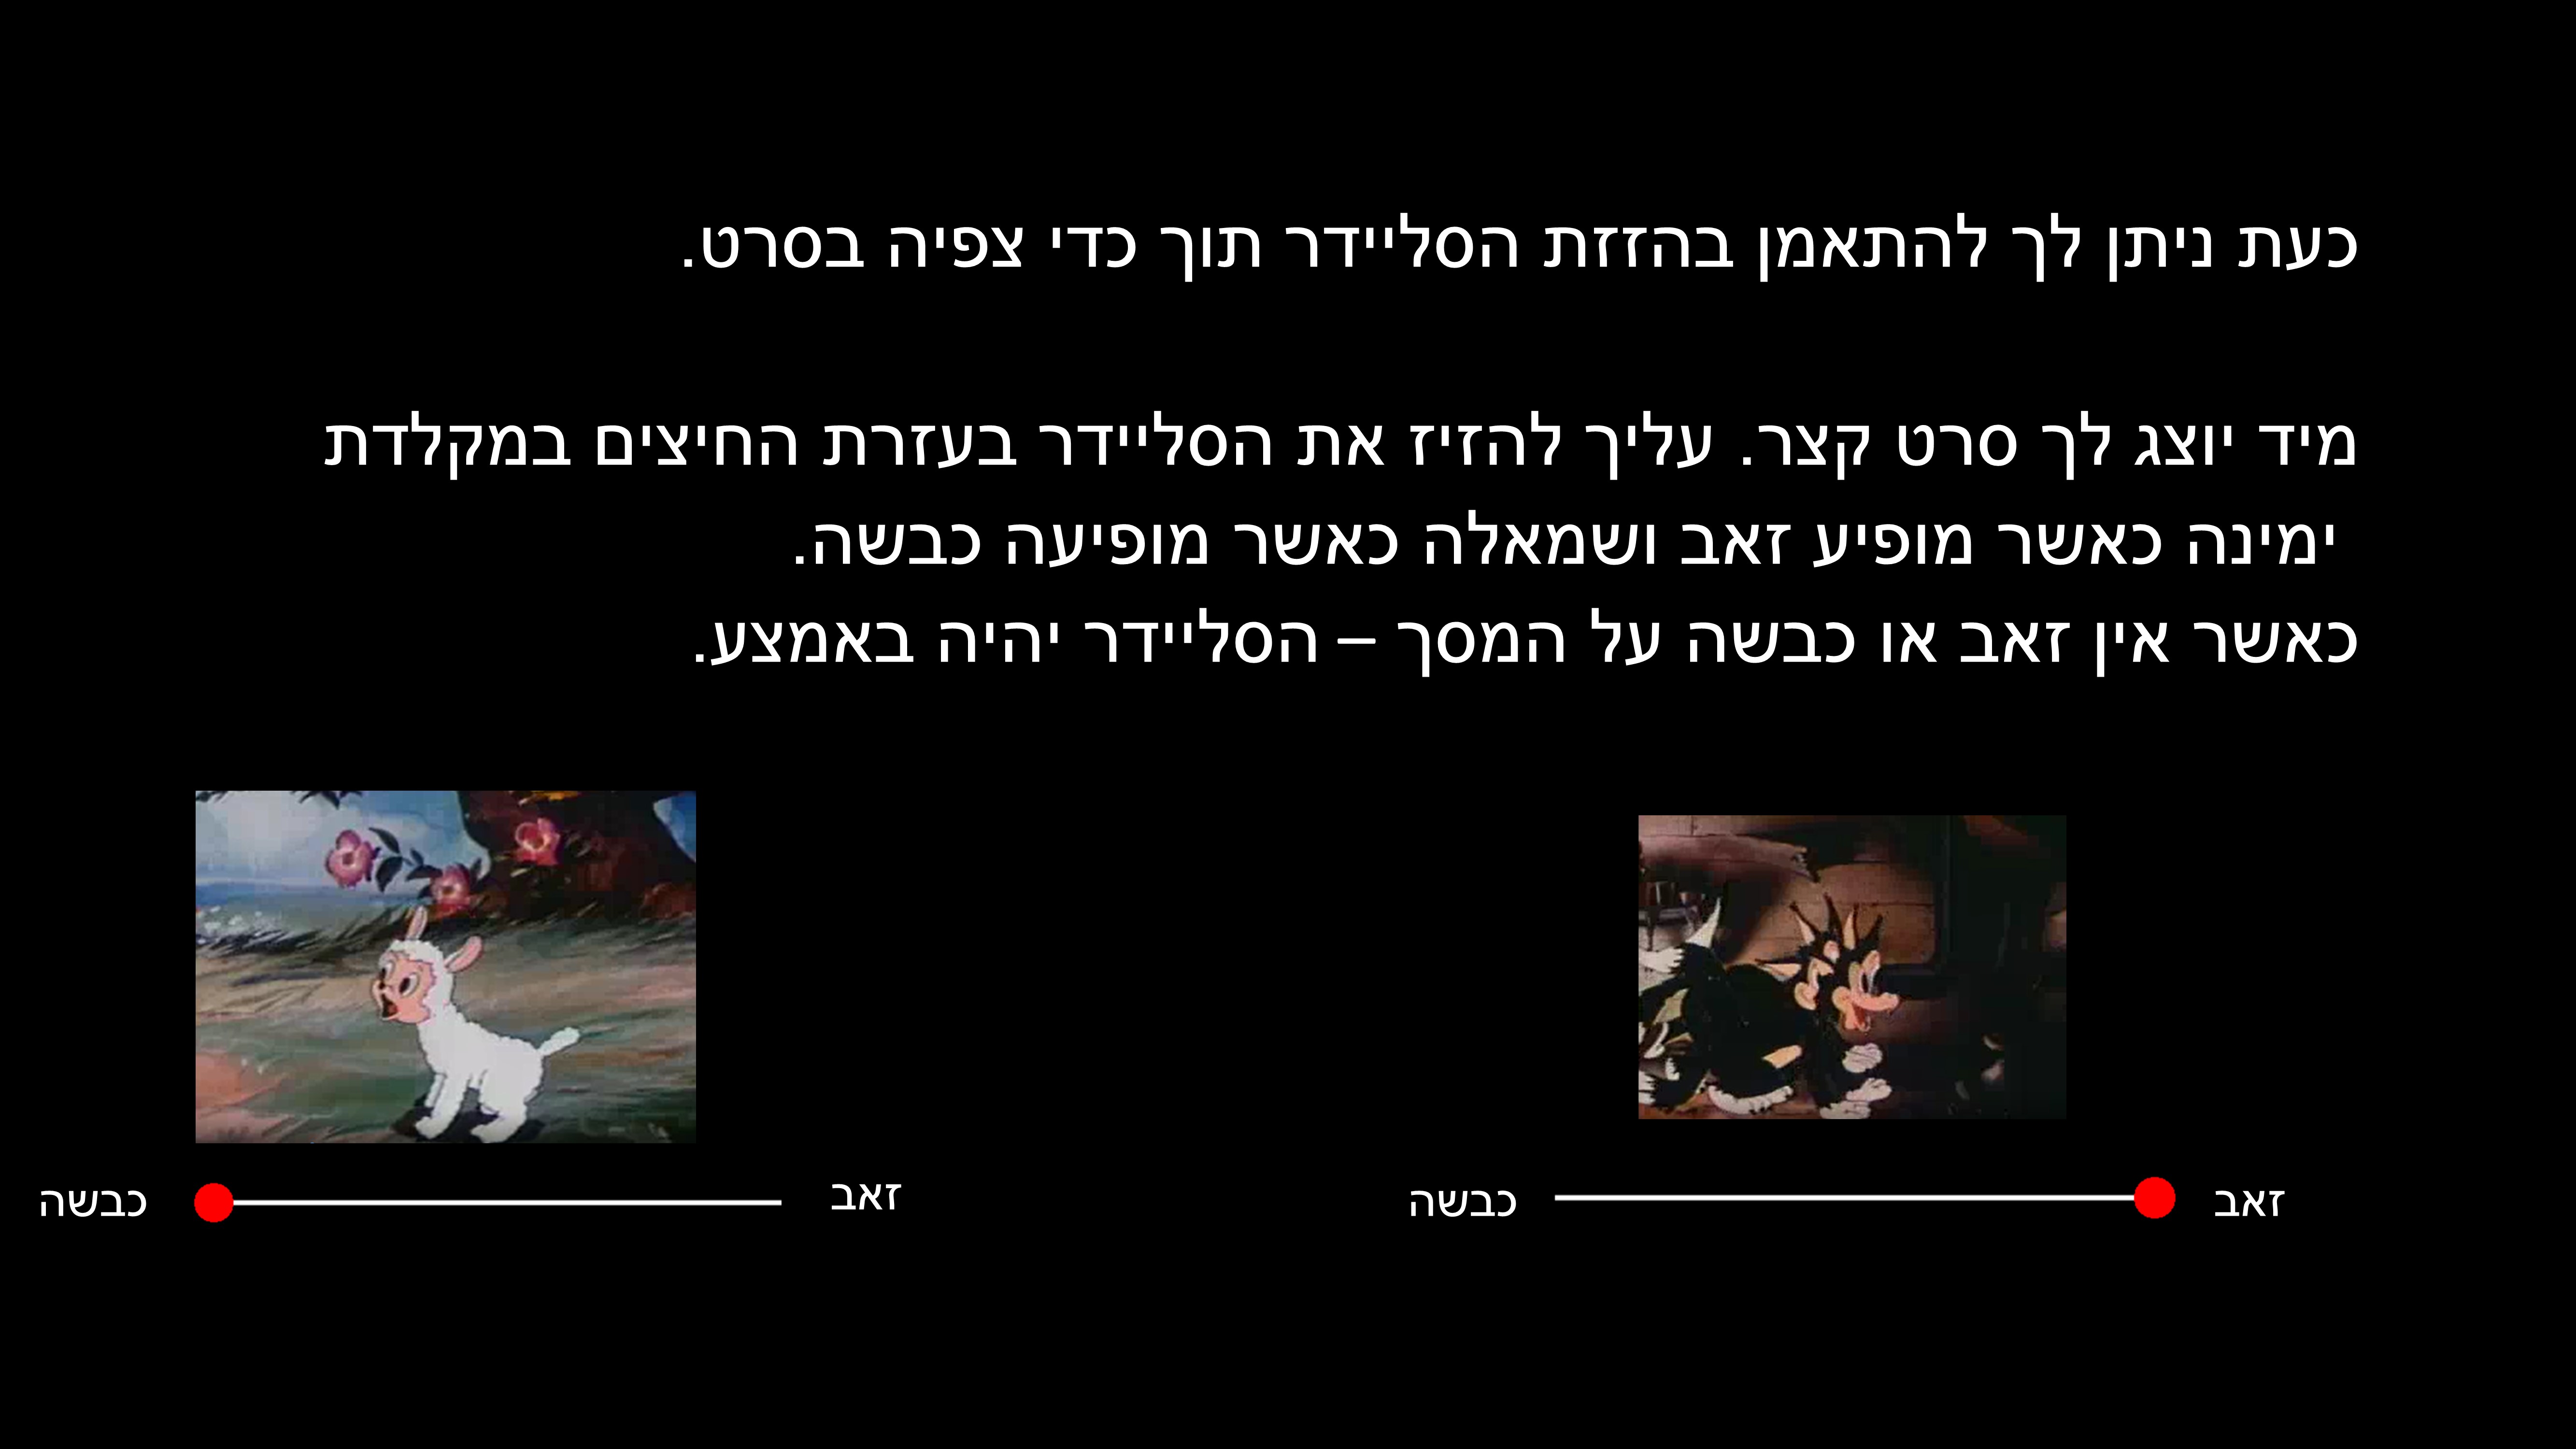 כעת ניתן לך להתאמן בהזזת הסליידר תוך כדי צפיה בסרט.
מיד יוצג לך סרט קצר. עליך להזיז את הסליידר בעזרת החיצים במקלדת
ימינה כאשר מופיע זאב ושמאלה כאשר מופיעה כבשה.
כאשר אין זאב או כבשה על המסך – הסליידר יהיה באמצע.
זאב
כבשה
זאב
כבשה